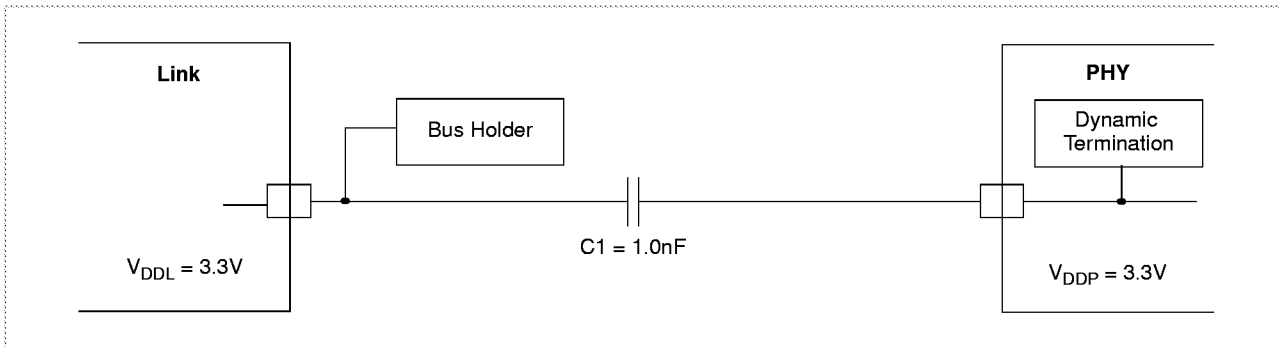 Link
PHY
Bus Holder
Dynamic
Termination
C1 = 1.0nF
VDDL = 3.3V
VDDP = 3.3V